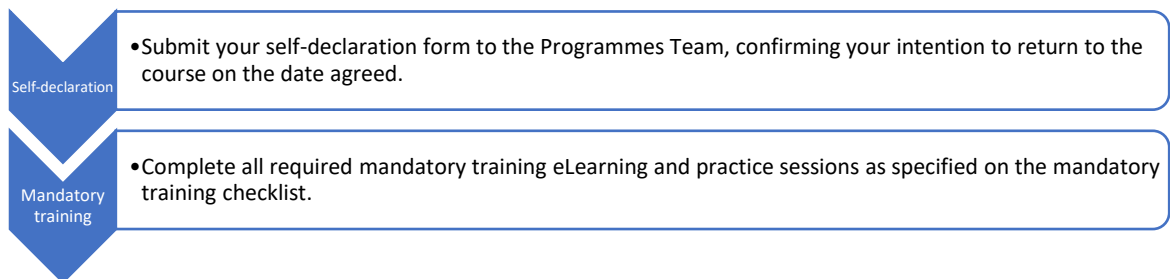 Self-declaration
•Submit your self-declaration form to the Programmes Team, confirming your intention to return to the
course on the date agreed.
Mandatory
training
•Complete all required mandatory training eLearning and practice sessions as specified on the mandatory
training checklist.